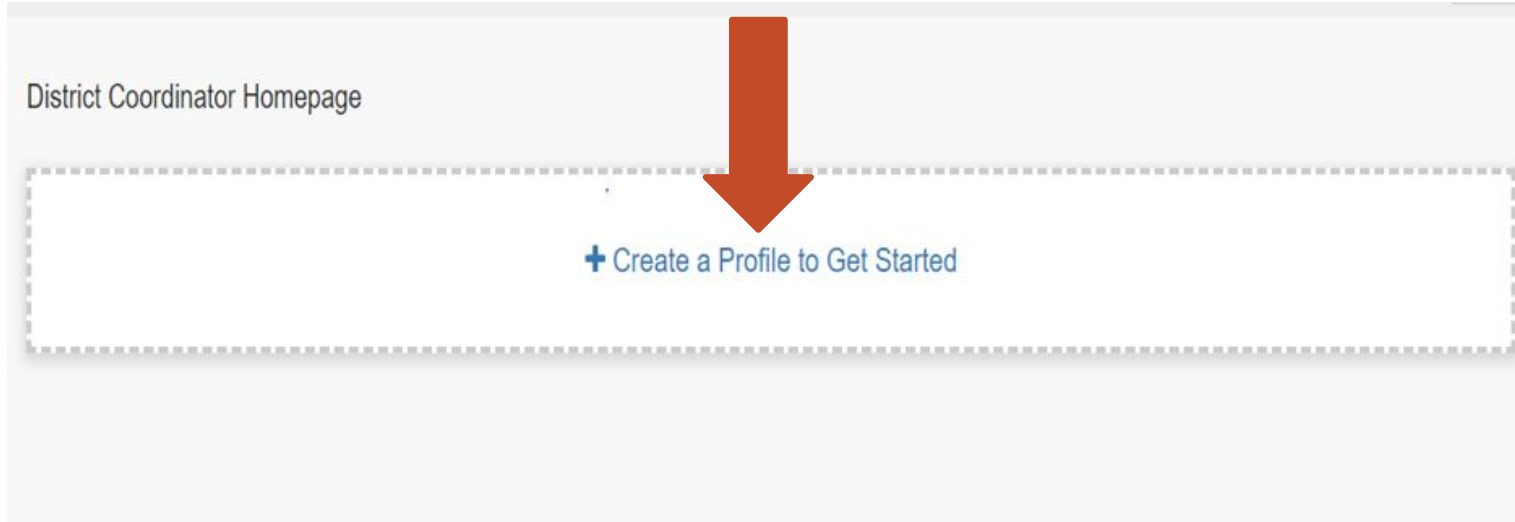 District Coordinator Homepage
+ Create a Profile to Get Started